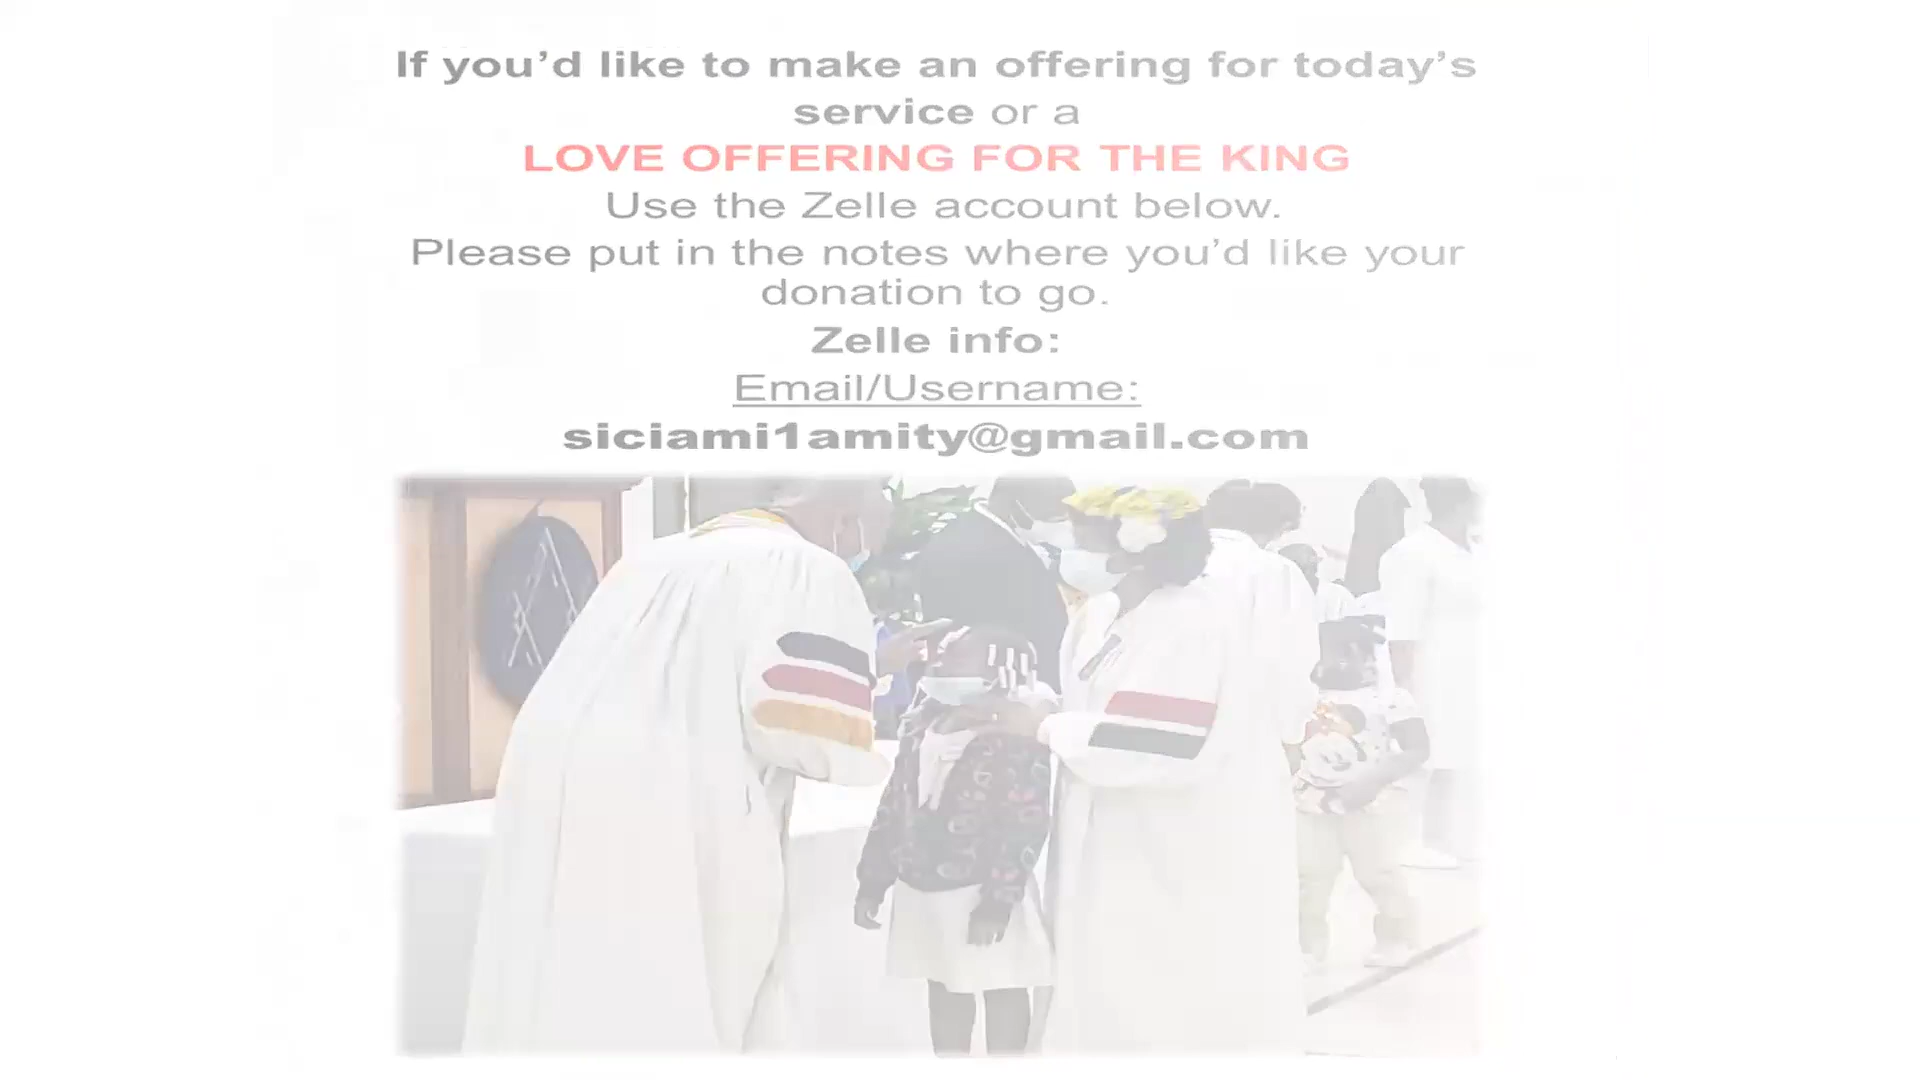 If you’d like to make an offering for today’s
service or a
LOVE OFFERING FOR THE KING
Use the Zelle account below.
Please put in the notes where you’d like your
donation to go.
Zelle info:
Email/Username:
siciami1amity@gmail.com